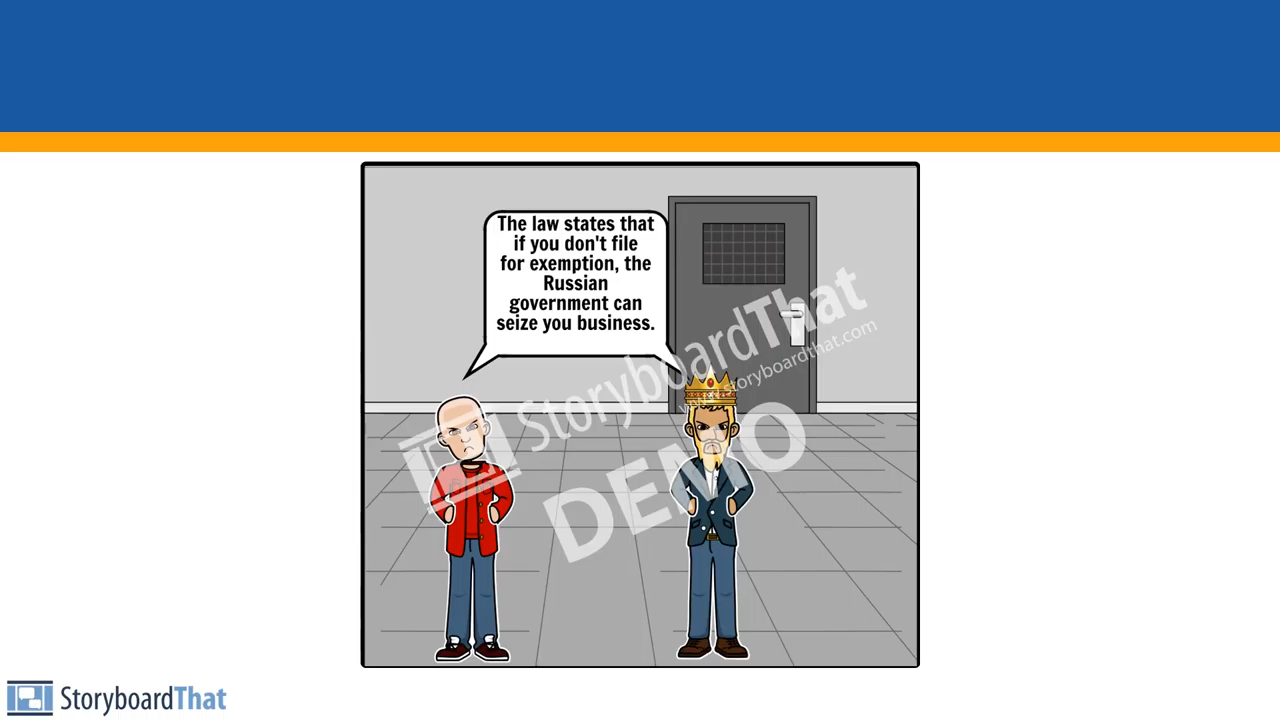 The law states that
if you don't file
for exemption, the
Russian
government can
seize you business.
StoryboardThat
www.storyboardthat.com
DEMO
StoryboardThat